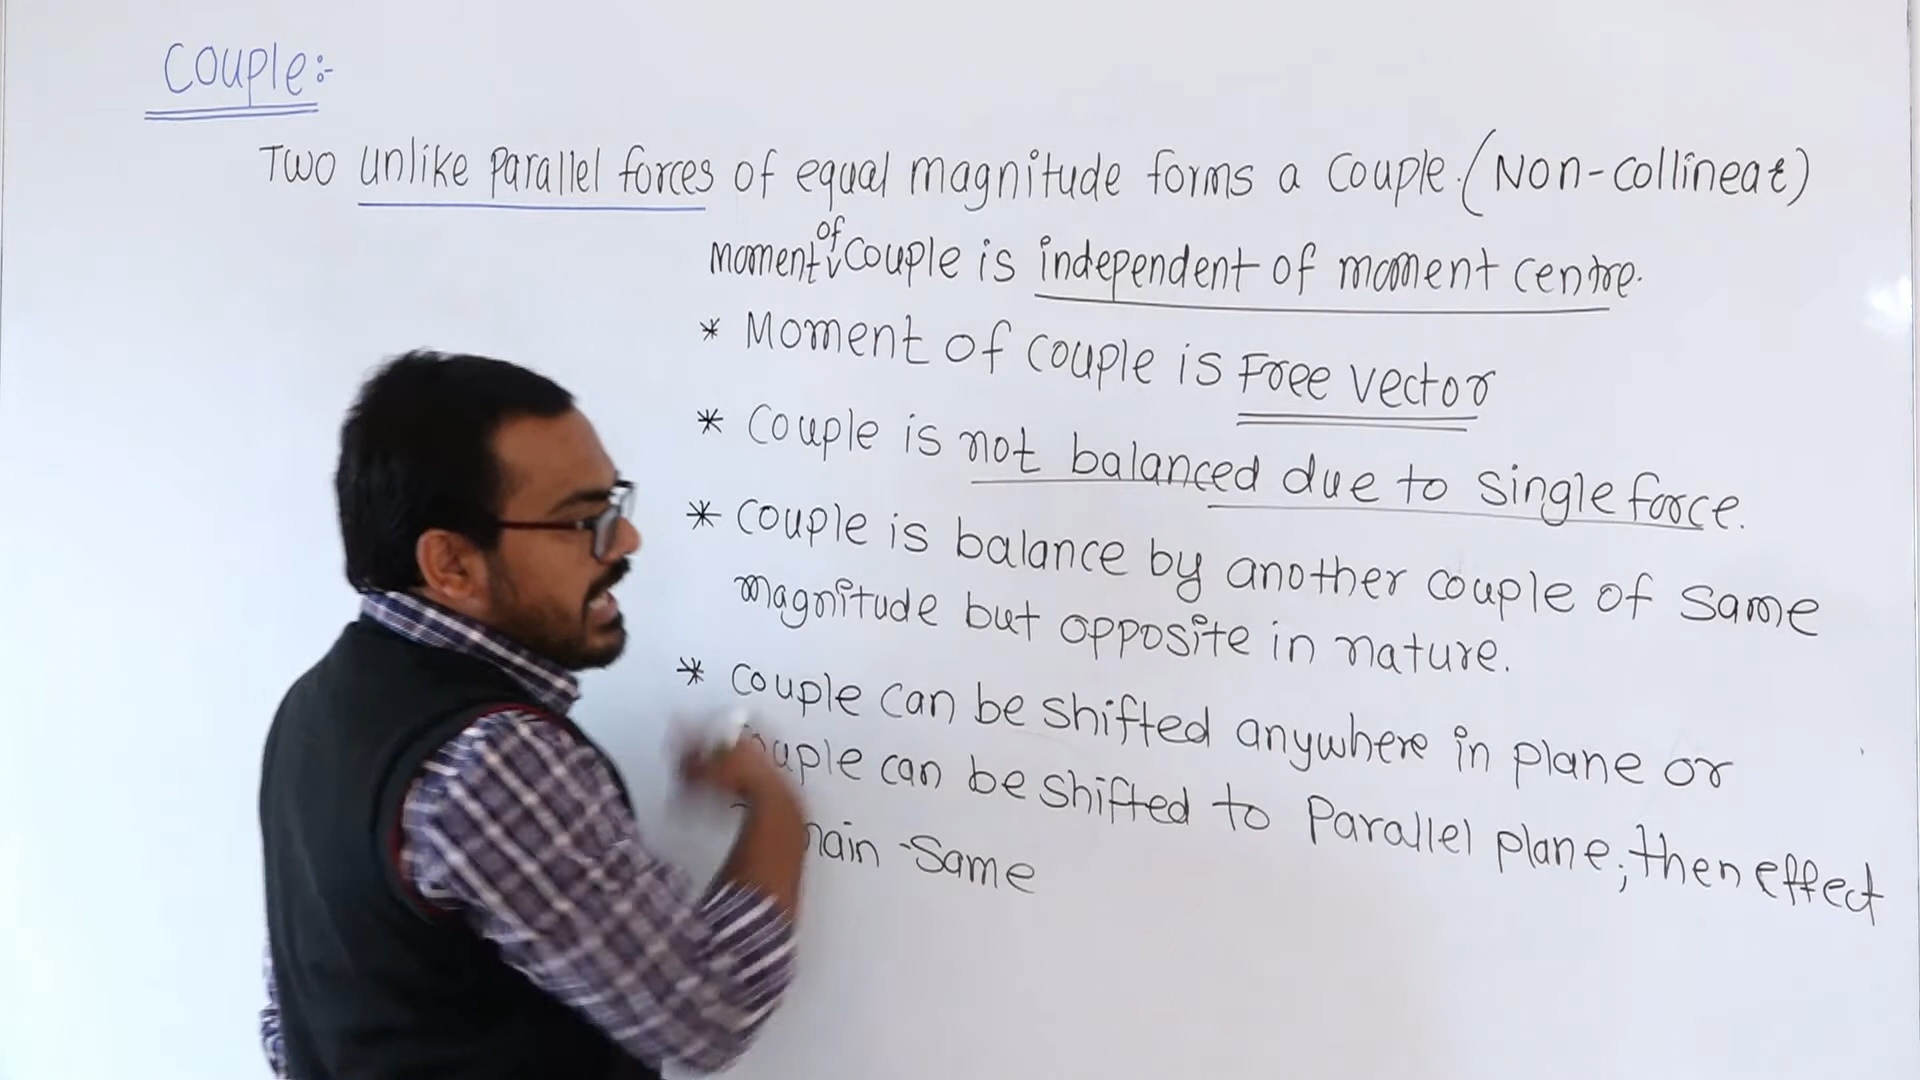 Couple:-
Two unlike parallel forces of equal magnitude forms a couple. (Non-collineat)
of
moment couple is independent of moment centre.
* Moment of couple is Free vector
* Couple is not balanced due to single force.
* Couple is balance by another couple of same
magnitude but opposite in nature.
* Couple can be shifted anywhere in plane or
can be shifted to Parallel plane, then effect
Same